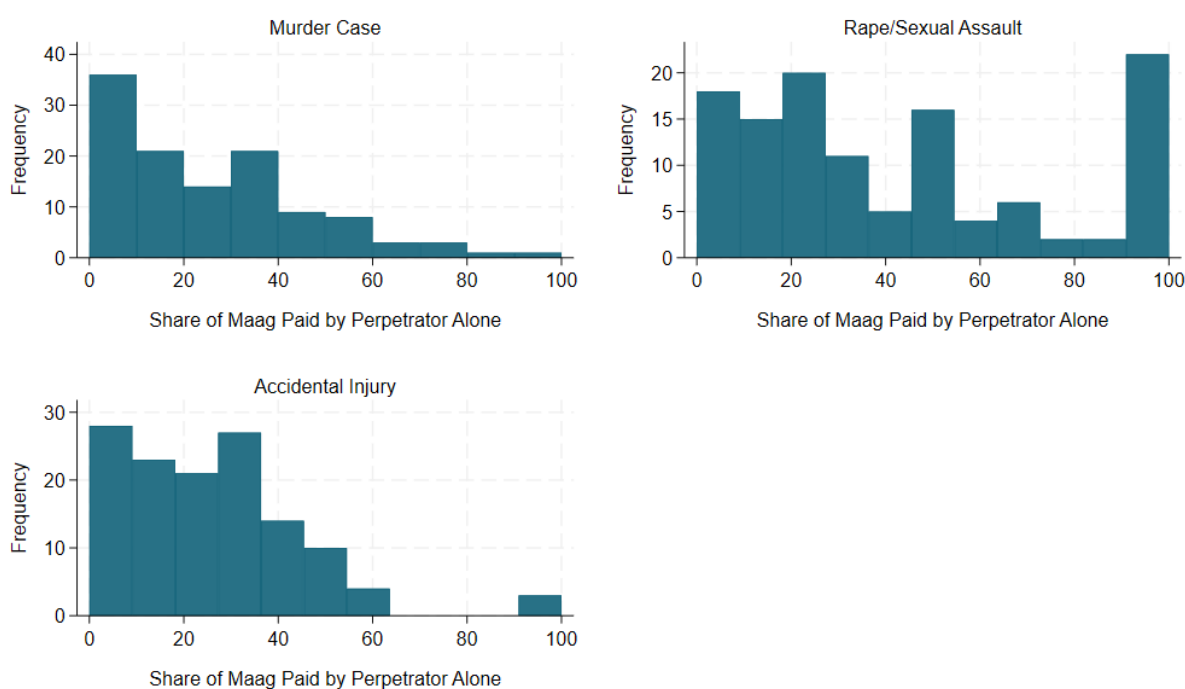 Murder Case
40
30
20
10
0
Frequency
0 20 40 60 80 100
Share of Maag Paid by Perpetrator Alone
Rape/Sexual Assault
20
15
10
5
0
Frequency
0 20 40 60 80 100
Share of Maag Paid by Perpetrator Alone
Accidental Injury
30
20
10
0
Frequency
0 20 40 60 80 100
Share of Maag Paid by Perpetrator Alone